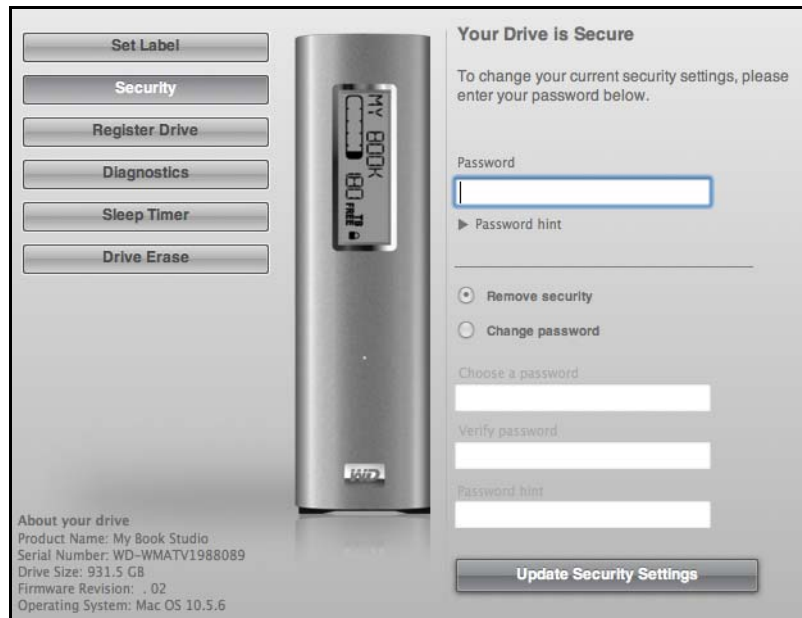 Set Label
Security
Register Drive
Diagnostics
Sleep Timer
Drive Erase
MY BOOK
180 TB
FREE
WD
Your Drive is Secure
To change your current security settings, please
enter your password below.
Password
Password hint
Remove security
Change password
Choose a password
Verify password
Password hint
Update Security Settings
About your drive
Product Name: My Book Studio
Serial Number: WD-WMATV1988089
Drive Size: 931.5 GB
Firmware Revision: . 02
Operating System: Mac OS 10.5.6